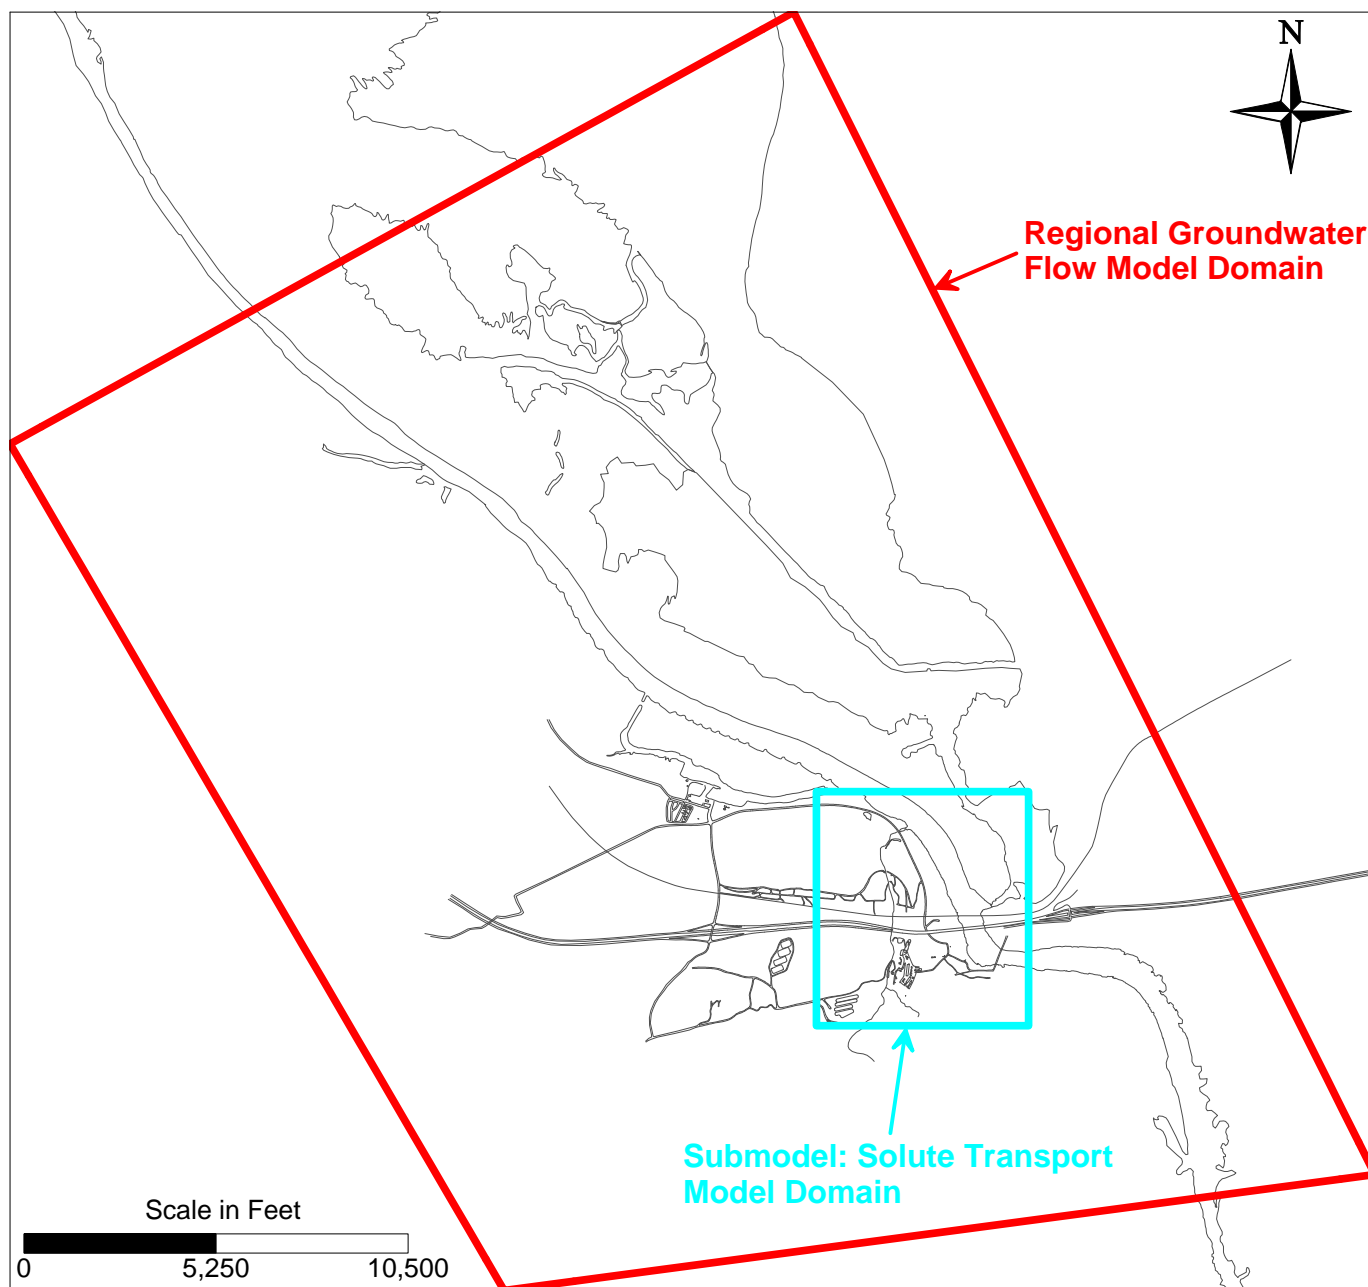 N
Regional Groundwater
Flow Model Domain
Submodel: Solute Transport
Model Domain
Scale in Feet
0 5,250 10,500